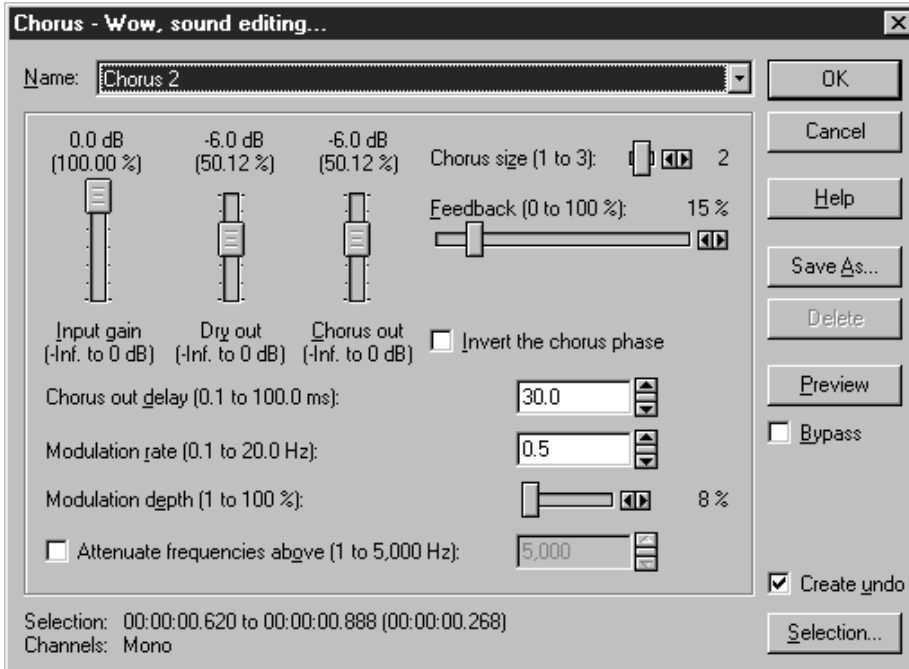 Chorus - Wow, sound editing...
Name: Chorus 2
OK
Cancel
Help
Save As...
Delete
Preview
Bypass
0.0 dB -6.0 dB -6.0 dB
(100.00 %) (50.12 %) (50.12 %)
Chorus size (1 to 3): 2
Feedback (0 to 100 %): 15 %
Input gain Dry out Chorus out
(-Inf. to 0 dB) (-Inf. to 0 dB) (-Inf. to 0 dB)
Invert the chorus phase
Chorus out delay (0.1 to 100.0 ms): 30.0
Modulation rate (0.1 to 20.0 Hz): 0.5
Modulation depth (1 to 100 %): 8 %
Attenuate frequencies above (1 to 5,000 Hz): 5,000
Create undo
Selection: 00:00:00.620 to 00:00:00.888 (00:00:00.268)
Channels: Mono
Selection...